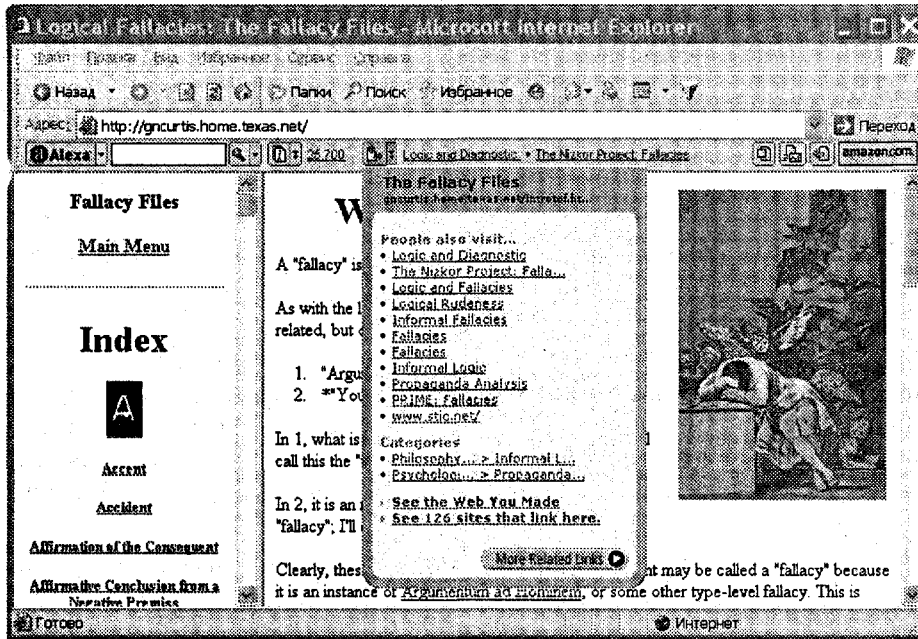 Logical Fallacies: The Fallacy Files - Microsoft Internet Explorer
Файл Правка Вид Избранное Сервис Справка
Назад Папки Поиск Избранное
Адрес: http://gncurtis.home.texas.net/ Переход
Alexa 26,700 Logic and Diagnostic • The Nizkor Project: Fallacies amazon.com
Fallacy Files
Main Menu
Index
A
Accent
Accident
Affirmation of the Consequent
Affirmative Conclusion from a
Negative Premiss
W
A "fallacy" is
As with the l
related, but
1. "Argu
2. *"You
In 1, what is
call this the "
In 2, it is an
"fallacy"; I'll
Clearly, thes nt may be called a "fallacy" because
it is an instance of Argumentum ad Hominem, or some other type-level fallacy. This is
The Fallacy Files
People also visit...
• Logic and Diagnostic
• The Nizkor Project: Falla...
• Logic and Fallacies
• Logical Rudeness
• Informal Fallacies
• Fallacies
• Fallacies
• Informal Logic
• Propaganda Analysis
• PRIME: Fallacies
• www.stic.net/
Categories
• Philosophy... > Informal L...
• Psycholog... > Propaganda...
» See the Web You Made
» See 126 sites that link here.
More Related Links
Готово Интернет